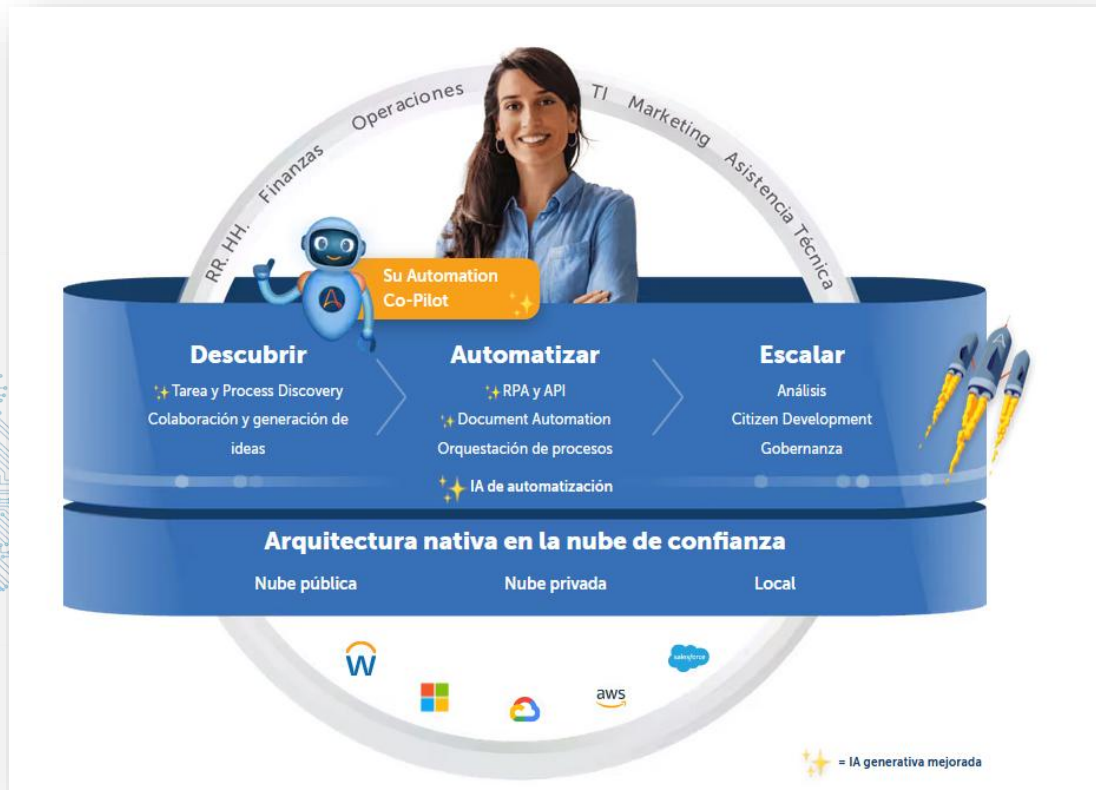 RR. HH. Finanzas Operaciones TI Marketing Asistencia Técnica
Su Automation
Co-Pilot
Descubrir
Tarea y Process Discovery
Colaboración y generación de
ideas
Automatizar
RPA y API
Document Automation
Orquestación de procesos
IA de automatización
Escalar
Análisis
Citizen Development
Gobernanza
Arquitectura nativa en la nube de confianza
Nube pública
Nube privada
Local
W
salesforce
aws
= IA generativa mejorada